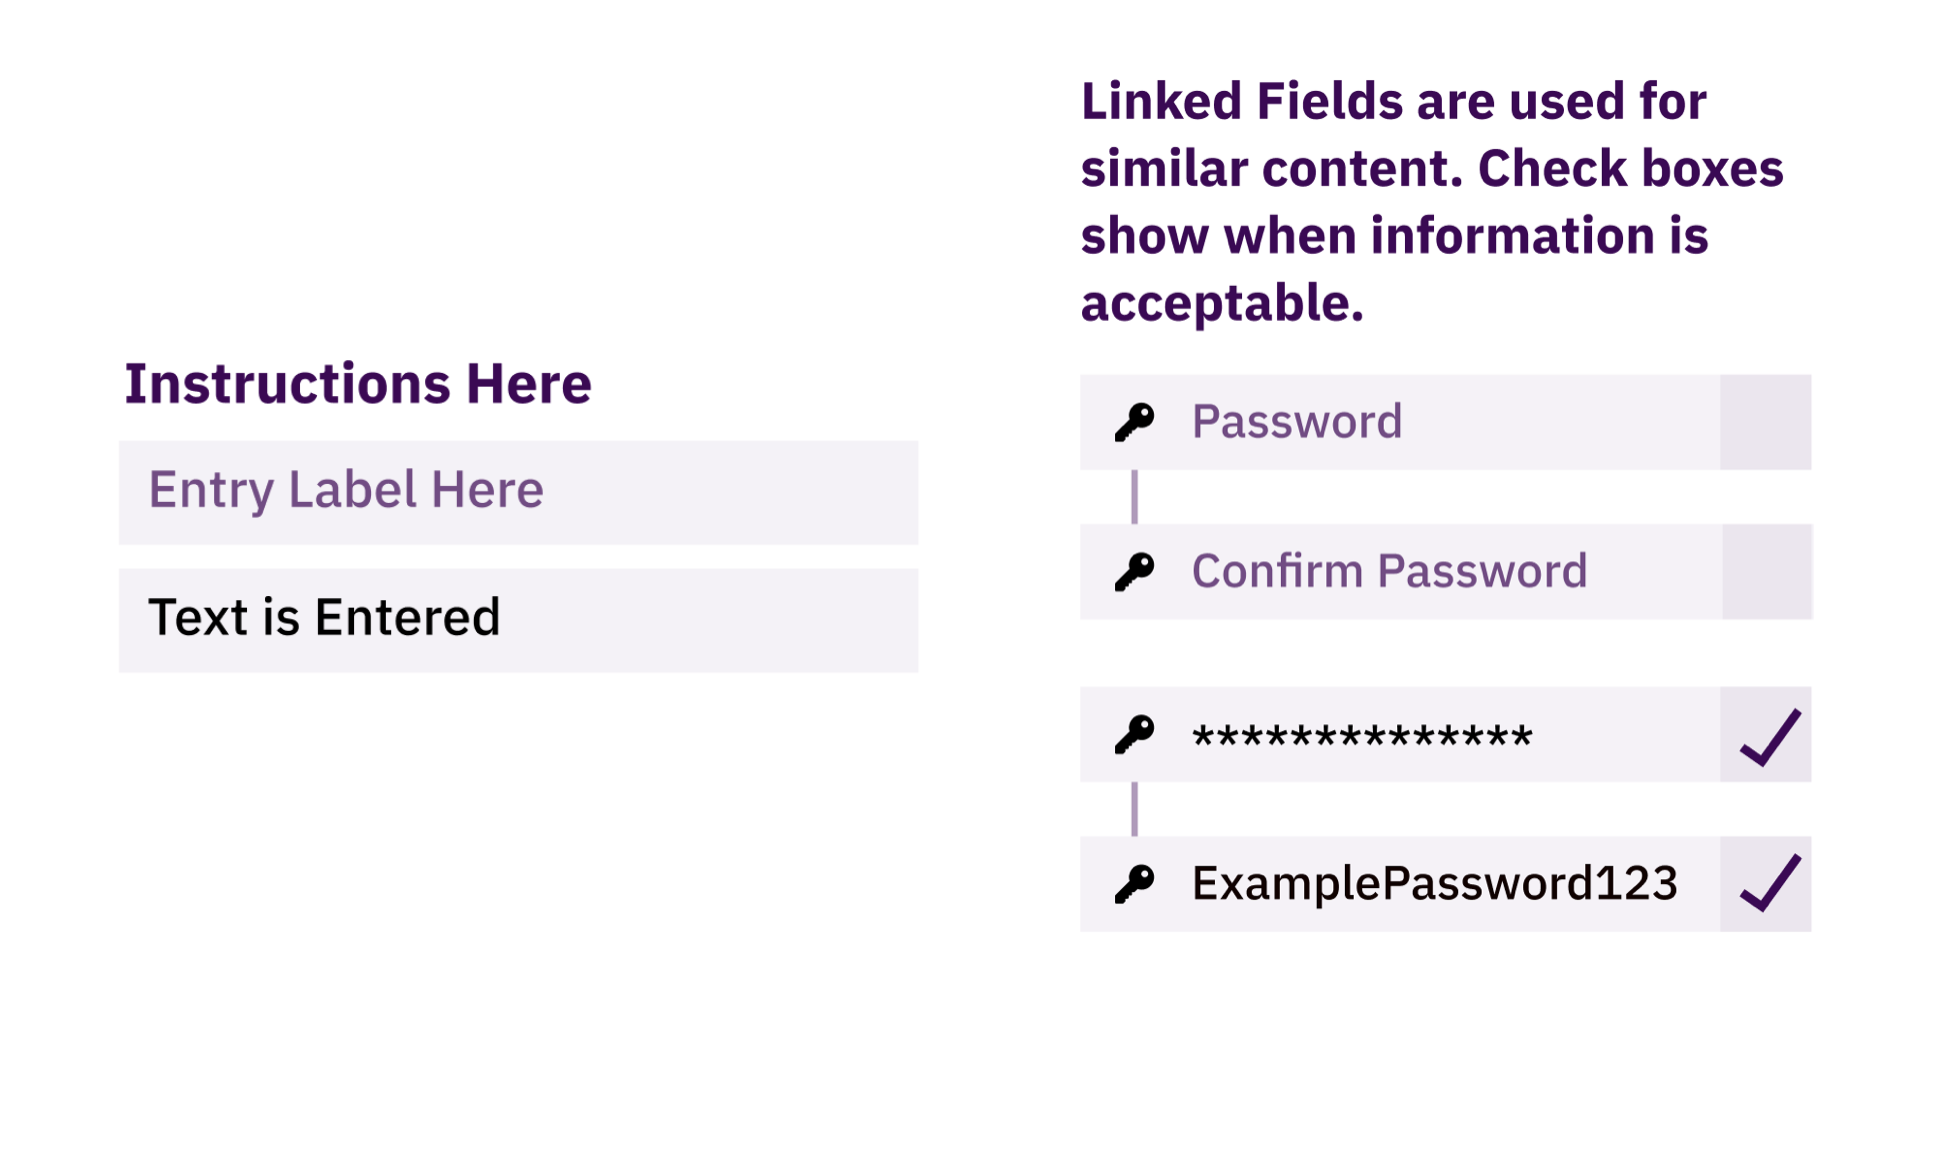 Instructions Here
Entry Label Here
Text is Entered
Linked Fields are used for
similar content. Check boxes
show when information is
acceptable.
Password
Confirm Password
**************
ExamplePassword123